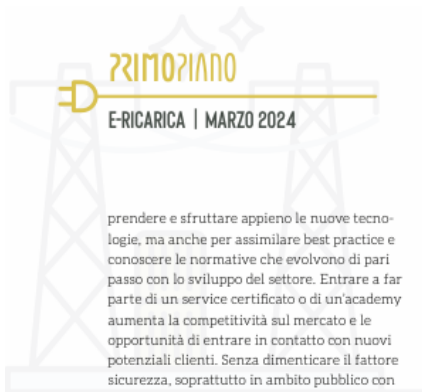 PRIMOPIANO
E-RICARICA | MARZO 2024
prendere e sfruttare appieno le nuove tecno-
logie, ma anche per assimilare best practice e
conoscere le normative che evolvono di pari
passo con lo sviluppo del settore. Entrare a far
parte di un service certificato o di un'academy
aumenta la competitività sul mercato e le
opportunità di entrare in contatto con nuovi
potenziali clienti. Senza dimenticare il fattore
sicurezza, soprattutto in ambito pubblico con